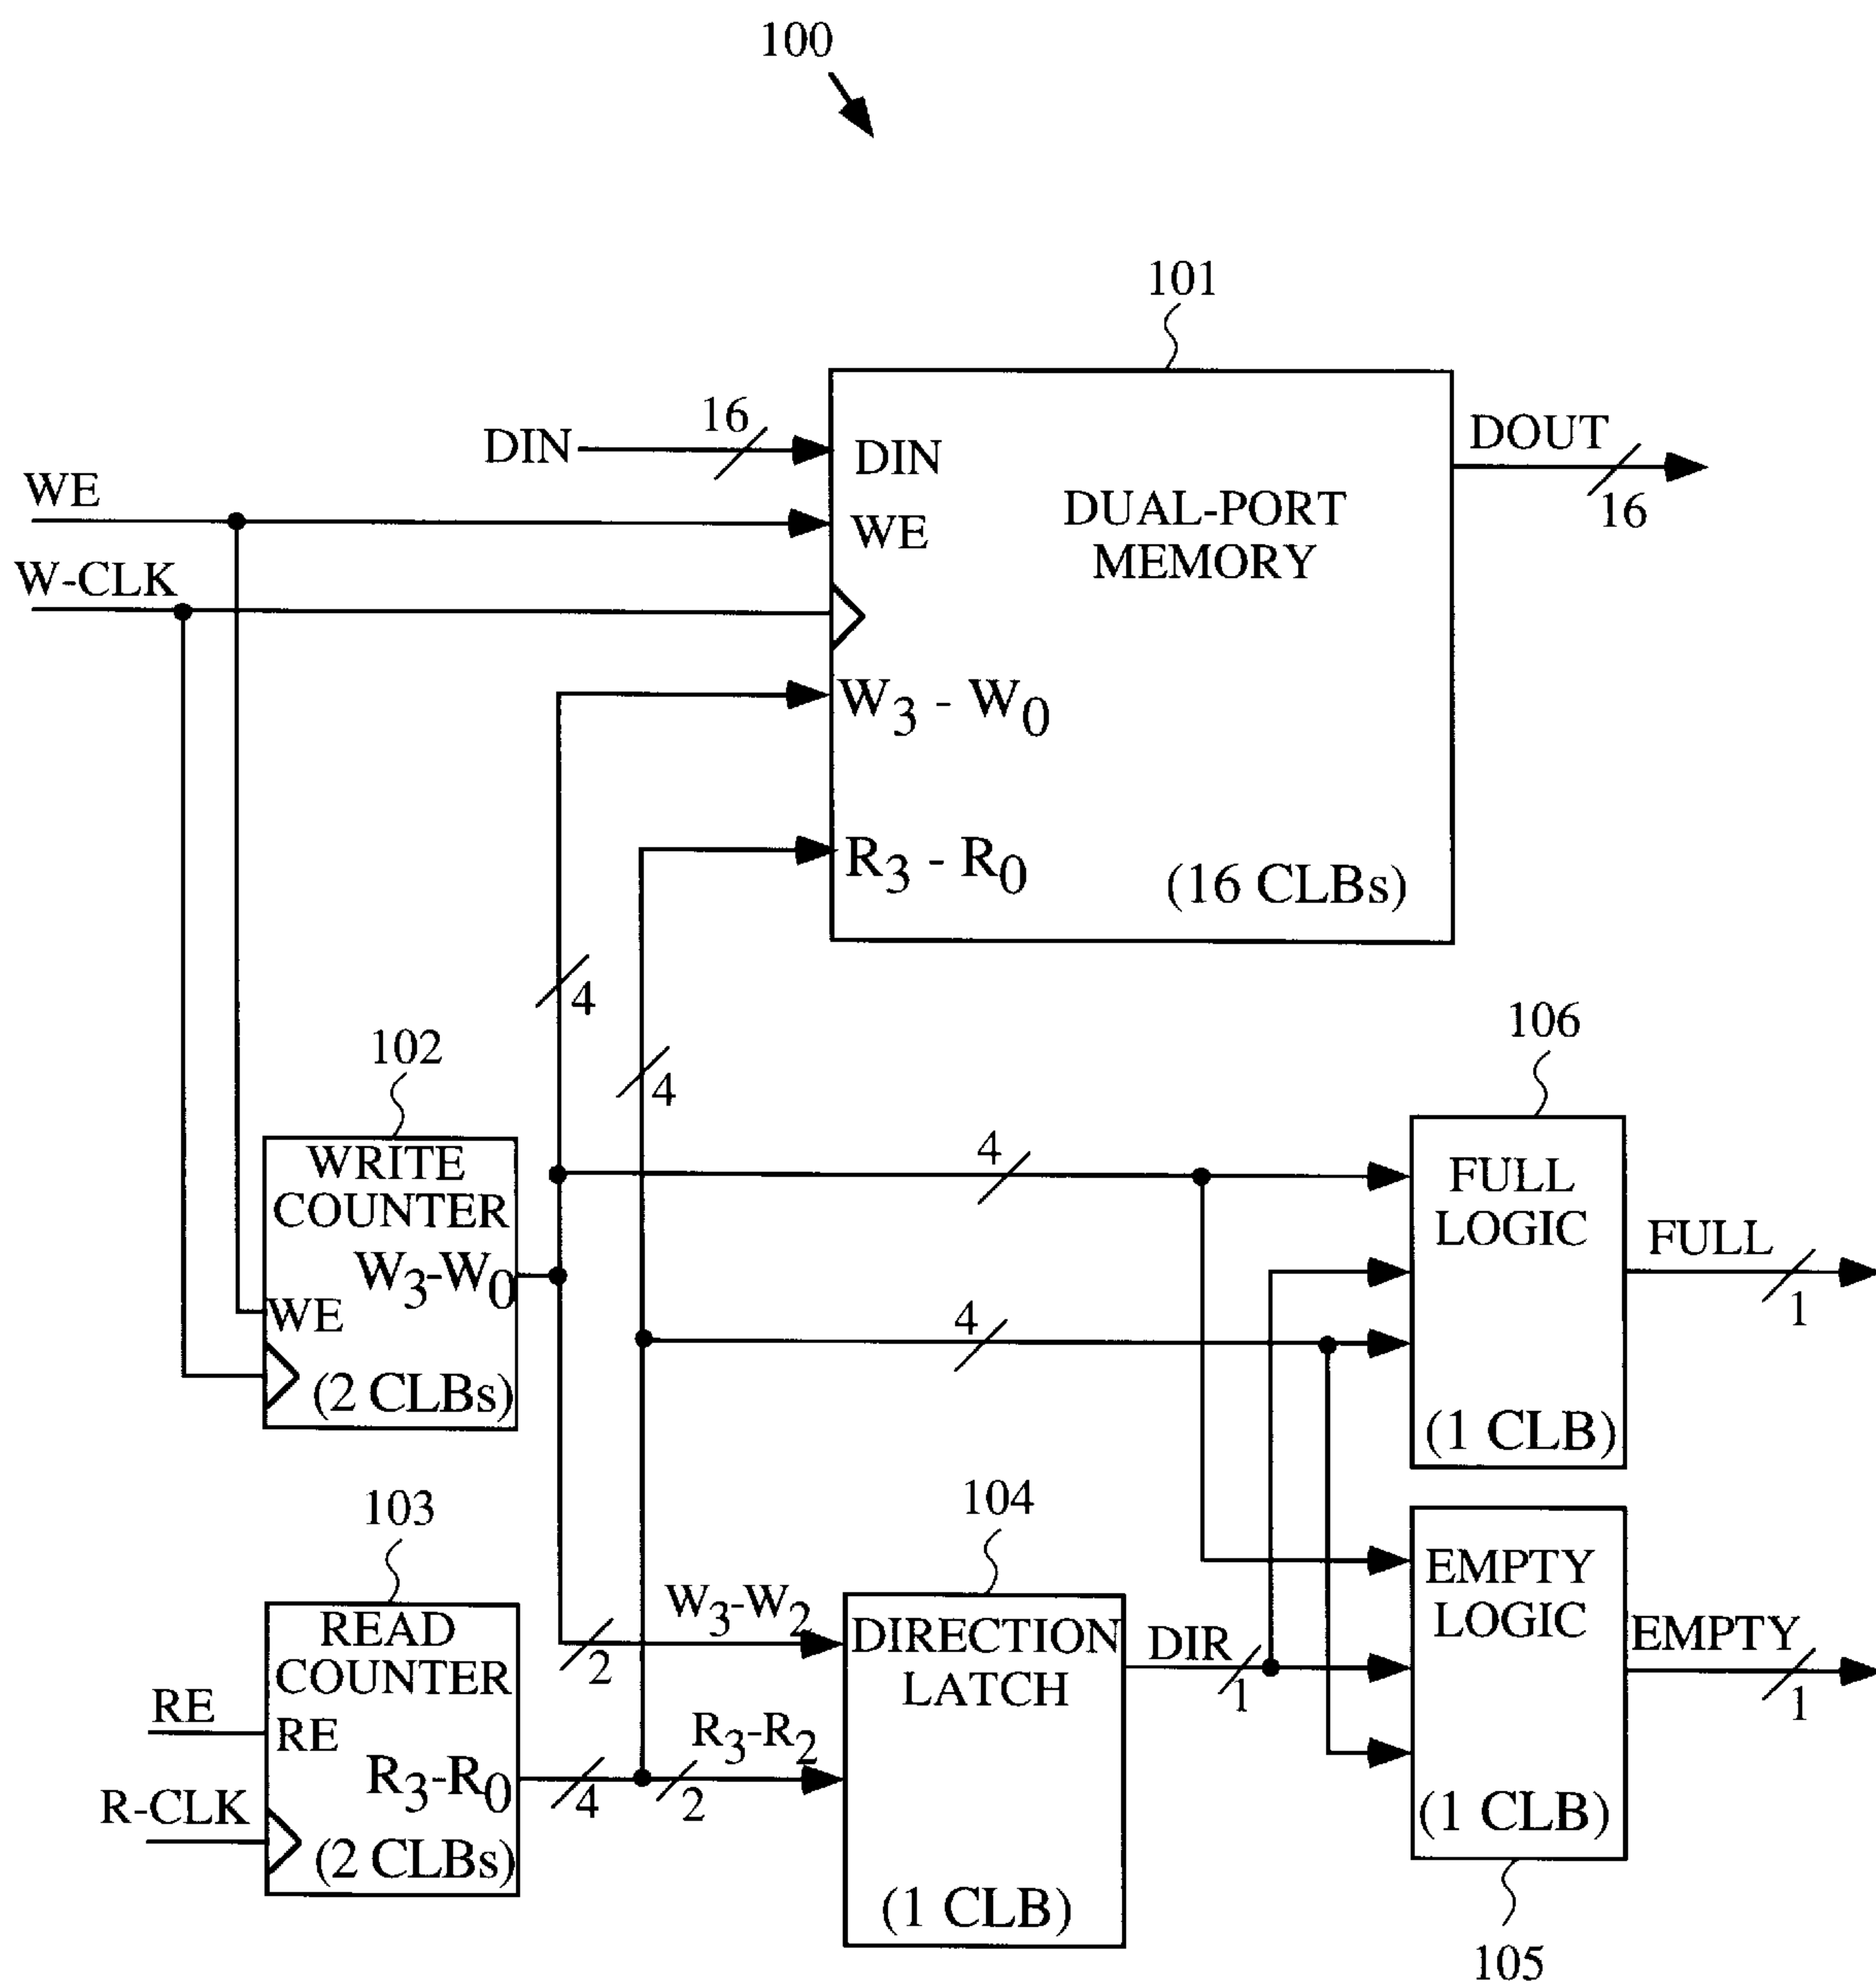 100
101
DIN
16
DIN
DOUT
16
WE
WE
DUAL-PORT
MEMORY
W-CLK
W3 - W0
R3 - R0
(16 CLBs)
4
4
102
WRITE
COUNTER
W3-W0
WE
(2 CLBs)
4
4
106
FULL
LOGIC
(1 CLB)
FULL
1
103
READ
COUNTER
RE
RE
R3-R0
R-CLK
(2 CLBs)
4
W3-W2
2
R3-R2
2
104
DIRECTION
LATCH
(1 CLB)
DIR
1
EMPTY
LOGIC
(1 CLB)
EMPTY
1
105